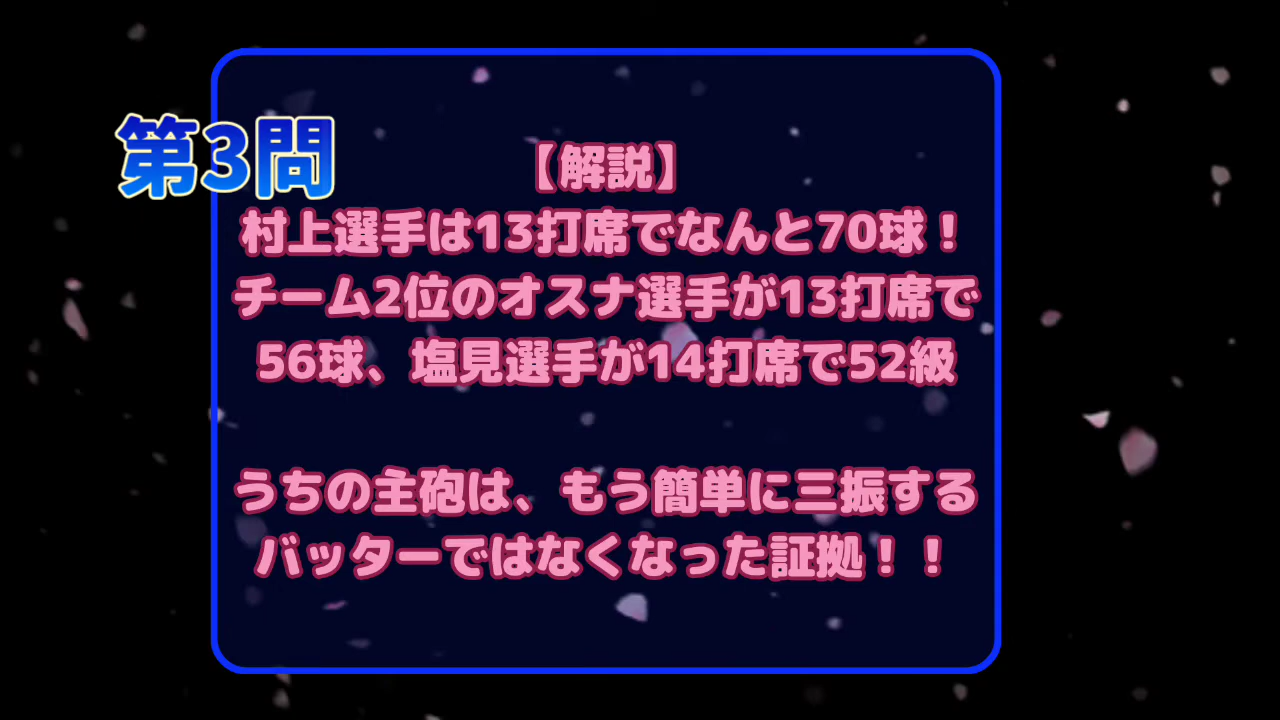 第3問
【解説】
村上選手は13打席でなんと70球！
チーム2位のオスナ選手が13打席で
56球、塩見選手が14打席で52級
うちの主砲は、もう簡単に三振する
バッターではなくなった証拠！！